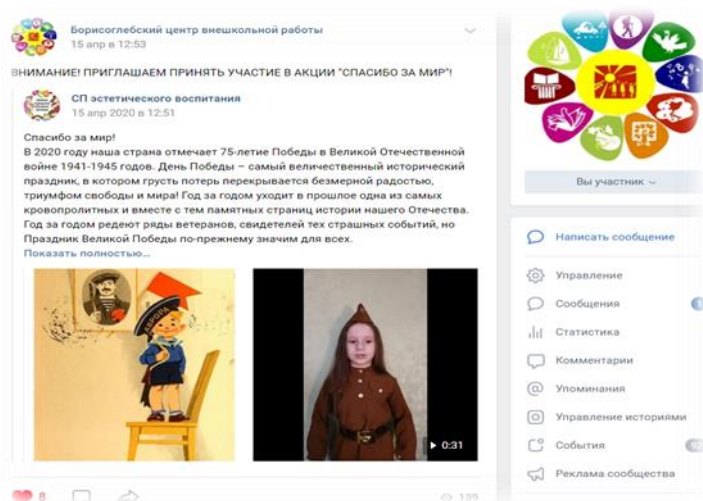 Борисоглебский центр внешкольной работы
15 апр в 12:53
ВНИМАНИЕ! ПРИГЛАШАЕМ ПРИНЯТЬ УЧАСТИЕ В АКЦИИ "СПАСИБО ЗА МИР"!
СП эстетического воспитания
15 апр 2020 в 12:51
Спасибо за мир!
В 2020 году наша страна отмечает 75-летие Победы в Великой Отечественной
войне 1941-1945 годов. День Победы – самый величественный исторический
праздник, в котором грусть потерь перекрывается безмерной радостью,
триумфом свободы и мира! Год за годом уходит в прошлое одна из самых
кровопролитных и вместе с тем памятных страниц истории нашего Отечества.
Год за годом редеют ряды ветеранов, свидетелей тех страшных событий, но
Праздник Великой Победы по-прежнему значим для всех.
Показать полностью...
АВРОРА
0:31
8
139
Вы участник
Написать сообщение
Управление
Сообщения
Статистика
Комментарии
Упоминания
Управление историями
События
Реклама сообщества